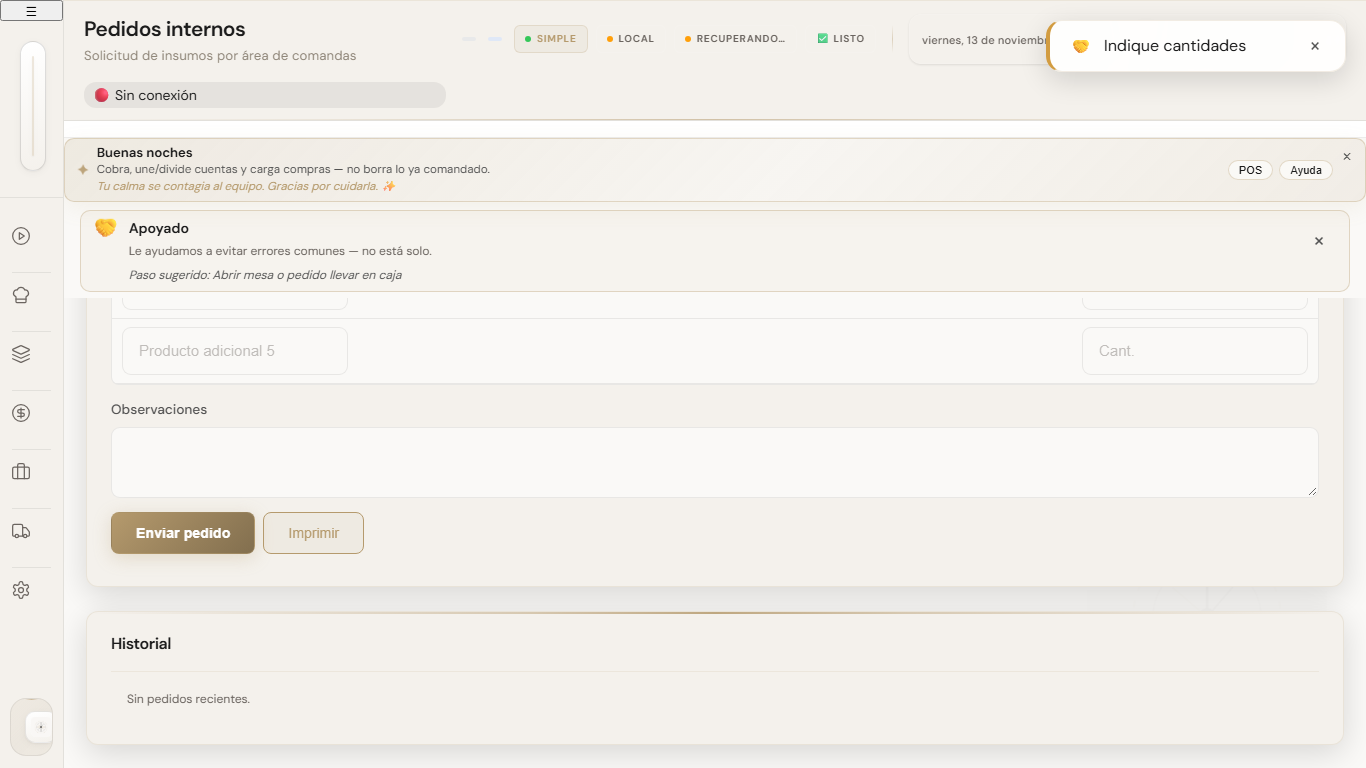 ☰
Pedidos internos
Solicitud de insumos por área de comandas
SIMPLE
LOCAL
RECUPERANDO…
✅ LISTO
viernes, 13 de noviemb
🤝 Indique cantidades ×
Sin conexión
Buenas noches
Cobra, une/divide cuentas y carga compras — no borra lo ya comandado.
Tu calma se contagia al equipo. Gracias por cuidarla. ✨
POS
Ayuda
×
Apoyado
Le ayudamos a evitar errores comunes — no está solo.
Paso sugerido: Abrir mesa o pedido llevar en caja
×
Producto adicional 5
Cant.
Observaciones
Enviar pedido
Imprimir
Historial
Sin pedidos recientes.